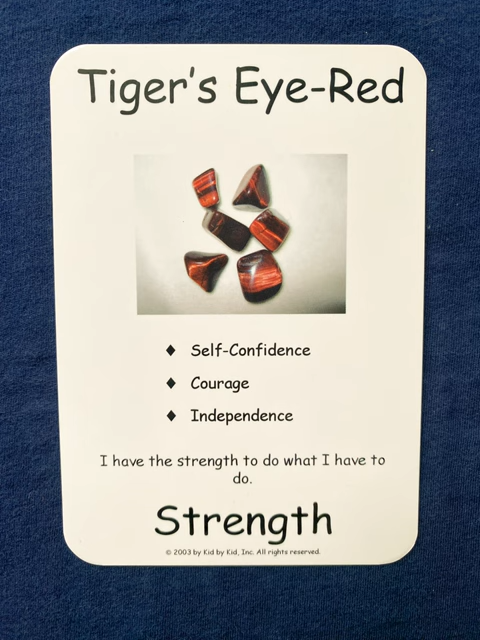 Tiger's Eye-Red
♦ Self-Confidence
♦ Courage
♦ Independence
I have the strength to do what I have to
do.
Strength
© 2003 by Kid by Kid, Inc. All rights reserved.